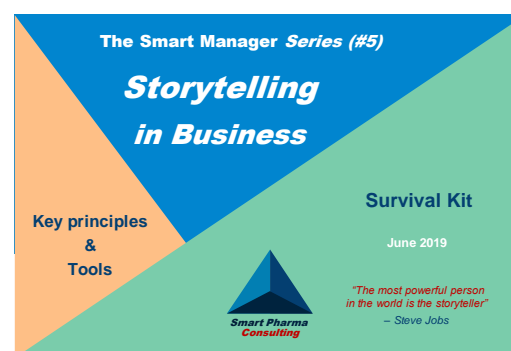 The Smart Manager Series (#5)
Storytelling
in Business
Key principles
&
Tools
Survival Kit
June 2019
"The most powerful person
in the world is the storyteller"
– Steve Jobs
Smart Pharma
Consulting